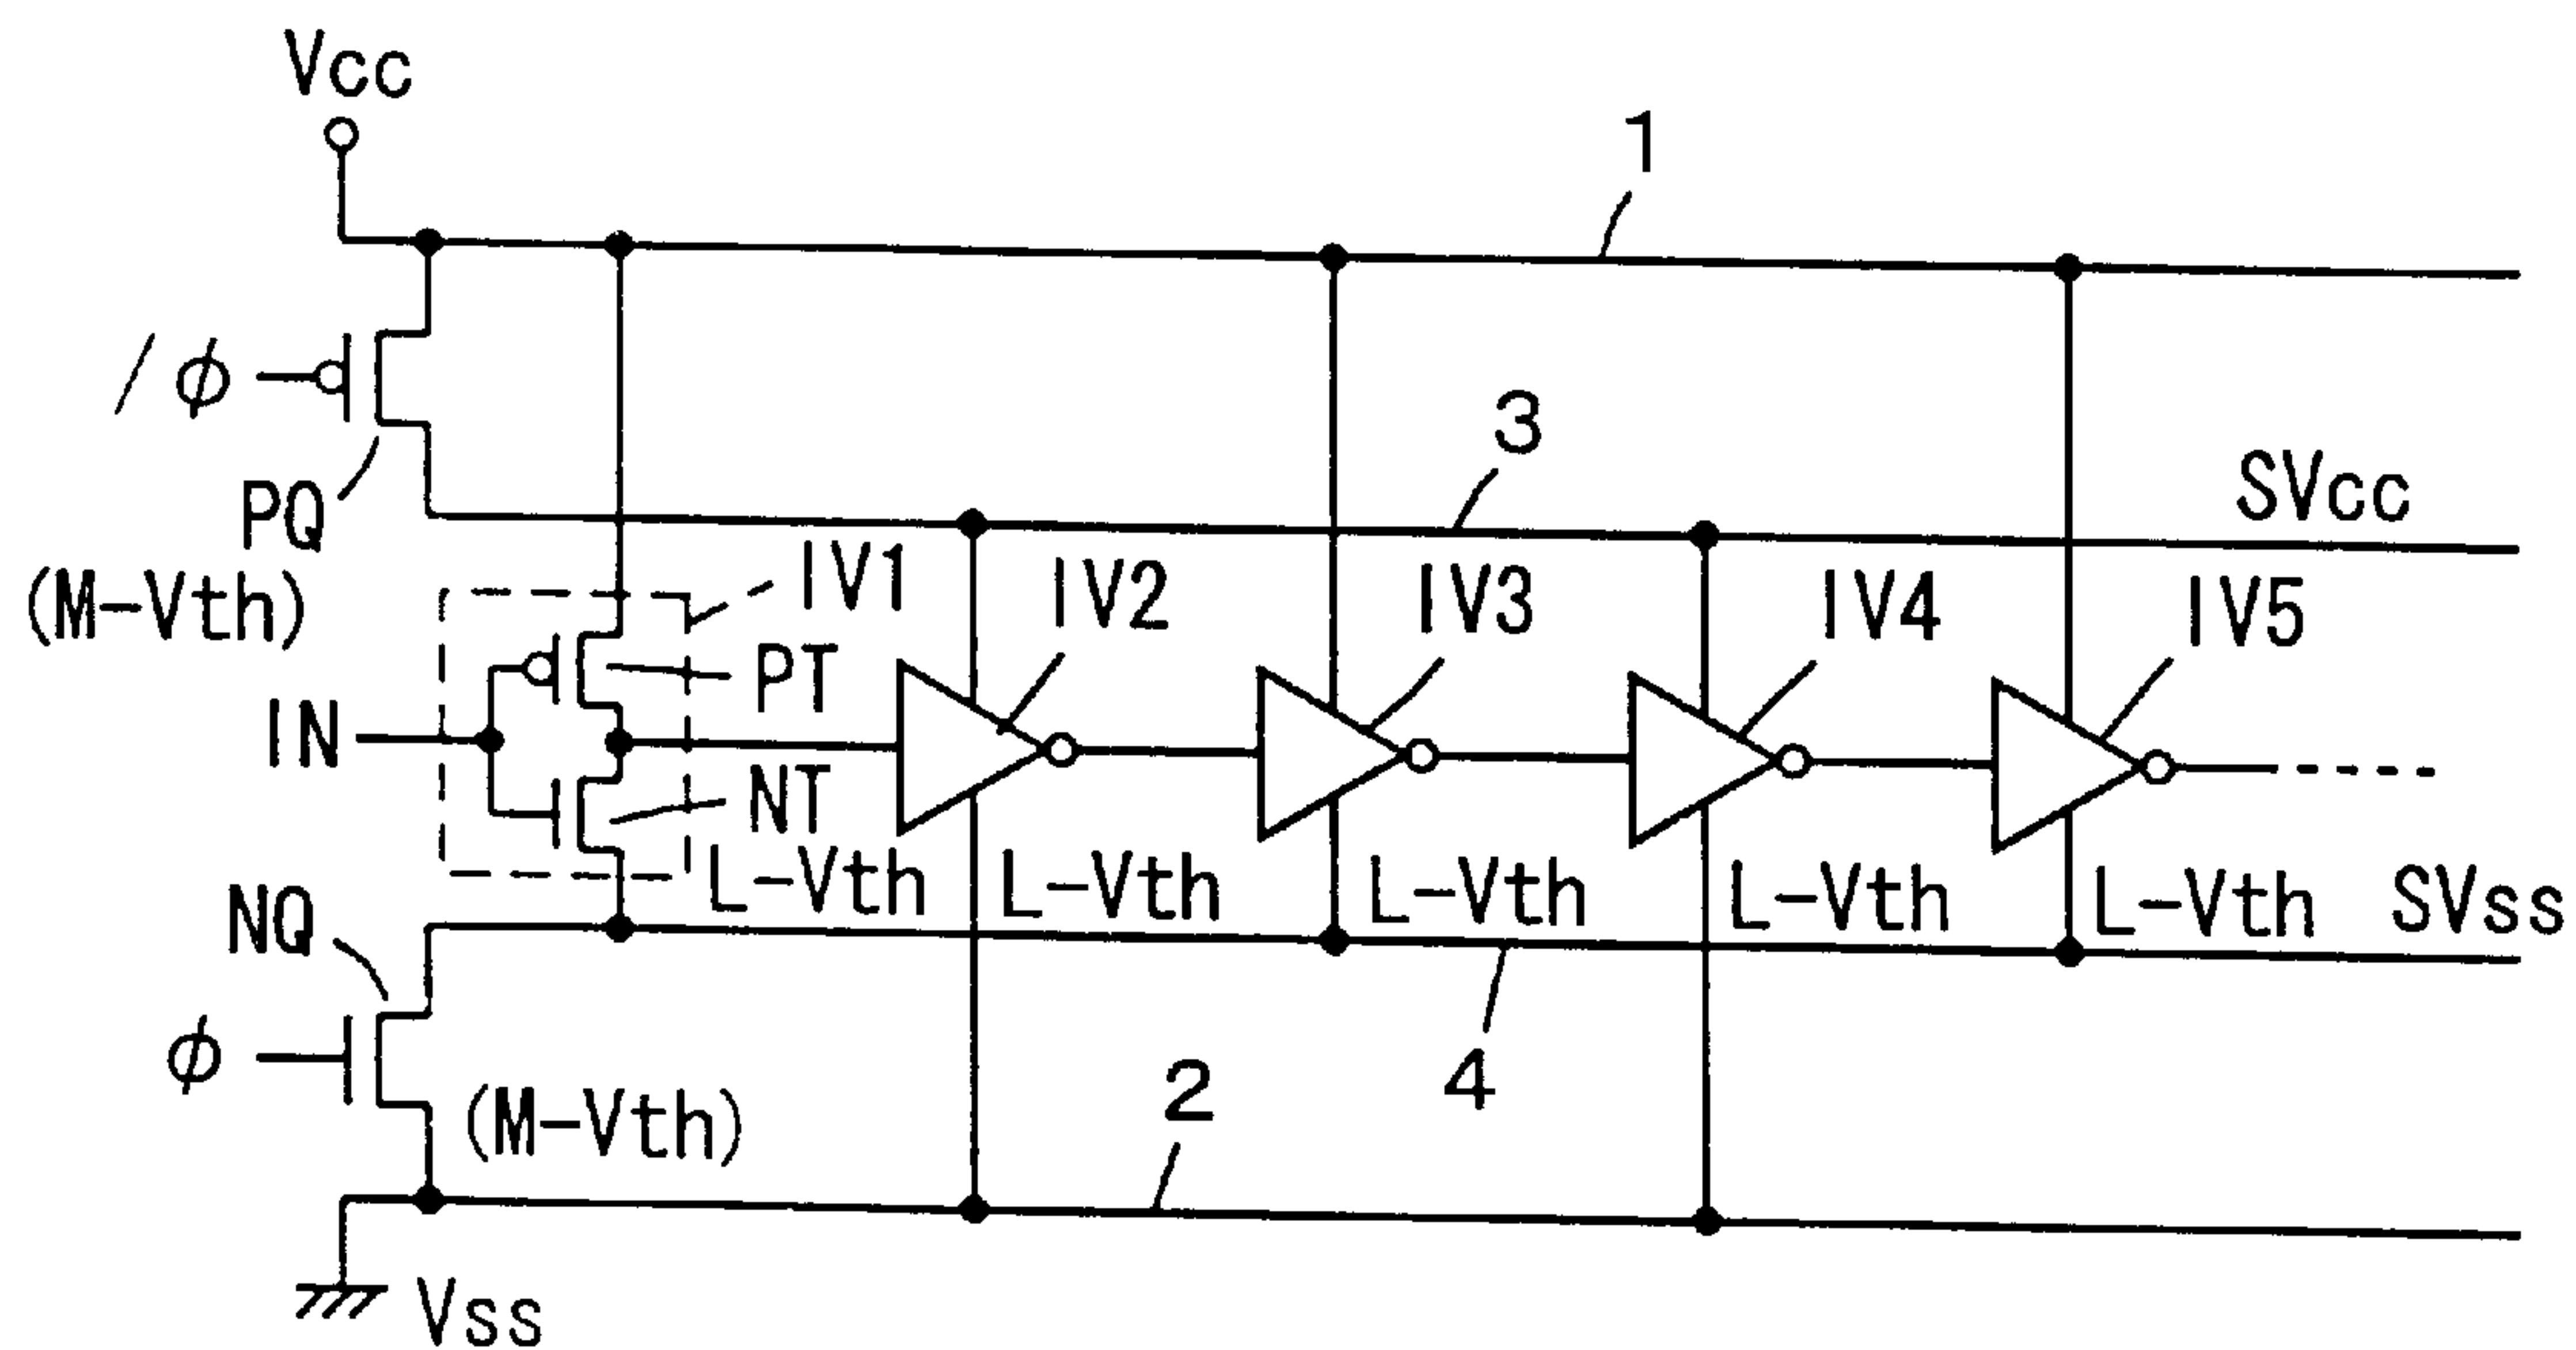 Vcc
1
/φ
3
SVcc
PQ
(M-Vth)
IV1
IV2
IV3
IV4
IV5
PT
IN
NT
L-Vth
L-Vth
L-Vth
L-Vth
L-Vth
SVss
NQ
φ
4
2
(M-Vth)
Vss